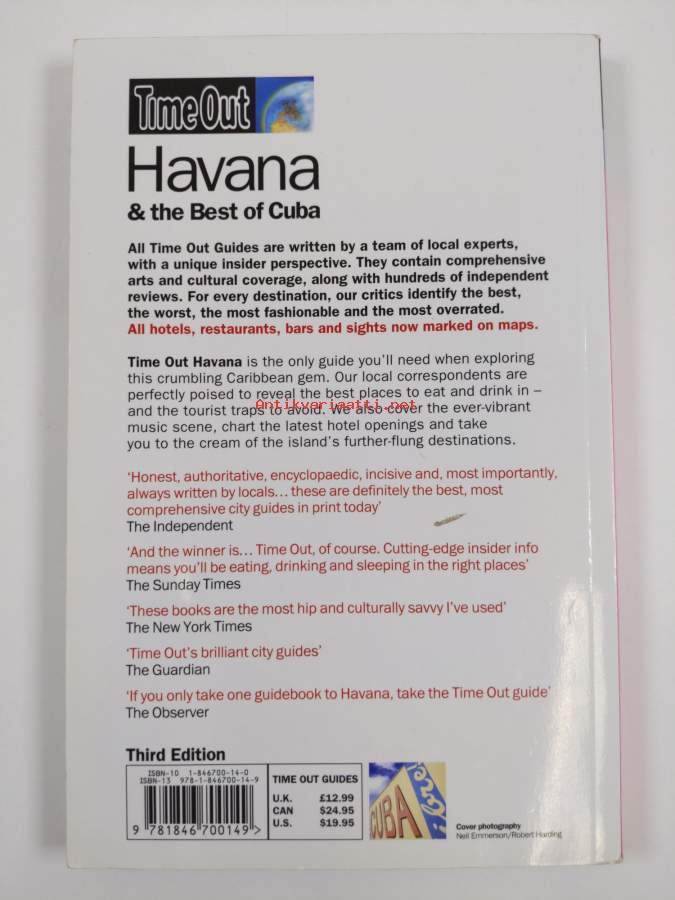 Time Out
Havana
& the Best of Cuba
All Time Out Guides are written by a team of local experts,
with a unique insider perspective. They contain comprehensive
arts and cultural coverage, along with hundreds of independent
reviews. For every destination, our critics identify the best,
the worst, the most fashionable and the most overrated.
All hotels, restaurants, bars and sights now marked on maps.
Time Out Havana is the only guide you'll need when exploring
this crumbling Caribbean gem. Our local correspondents are
perfectly poised to reveal the best places to eat and drink in –
Antikvariaatti.net
and the tourist traps to avoid. We also cover the ever-vibrant
music scene, chart the latest hotel openings and take
you to the cream of the island's further-flung destinations.
'Honest, authoritative, encyclopaedic, incisive and, most importantly,
always written by locals... these are definitely the best, most
comprehensive city guides in print today'
The Independent
'And the winner is... Time Out, of course. Cutting-edge insider info
means you'll be eating, drinking and sleeping in the right places'
The Sunday Times
'These books are the most hip and culturally savvy I've used'
The New York Times
'Time Out's brilliant city guides'
The Guardian
'If you only take one guidebook to Havana, take the Time Out guide'
The Observer
Third Edition
ISBN-10 1-846700-14-0
ISBN-13 978-1-846700-14-9
9 781846 700149 >
TIME OUT GUIDES
U.K. £12.99
CAN $24.95
U.S. $19.95
CUBA
Cover photography
Neil Emmerson/Robert Harding